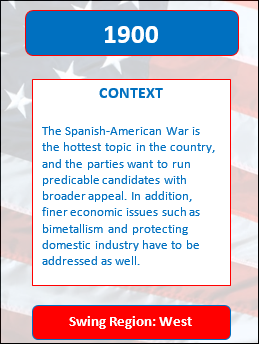 1900
CONTEXT
The Spanish-American War is
the hottest topic in the country,
and the parties want to run
predicable candidates with
broader appeal. In addition,
finer economic issues such as
bimetallism and protecting
domestic industry have to be
addressed as well.
Swing Region: West